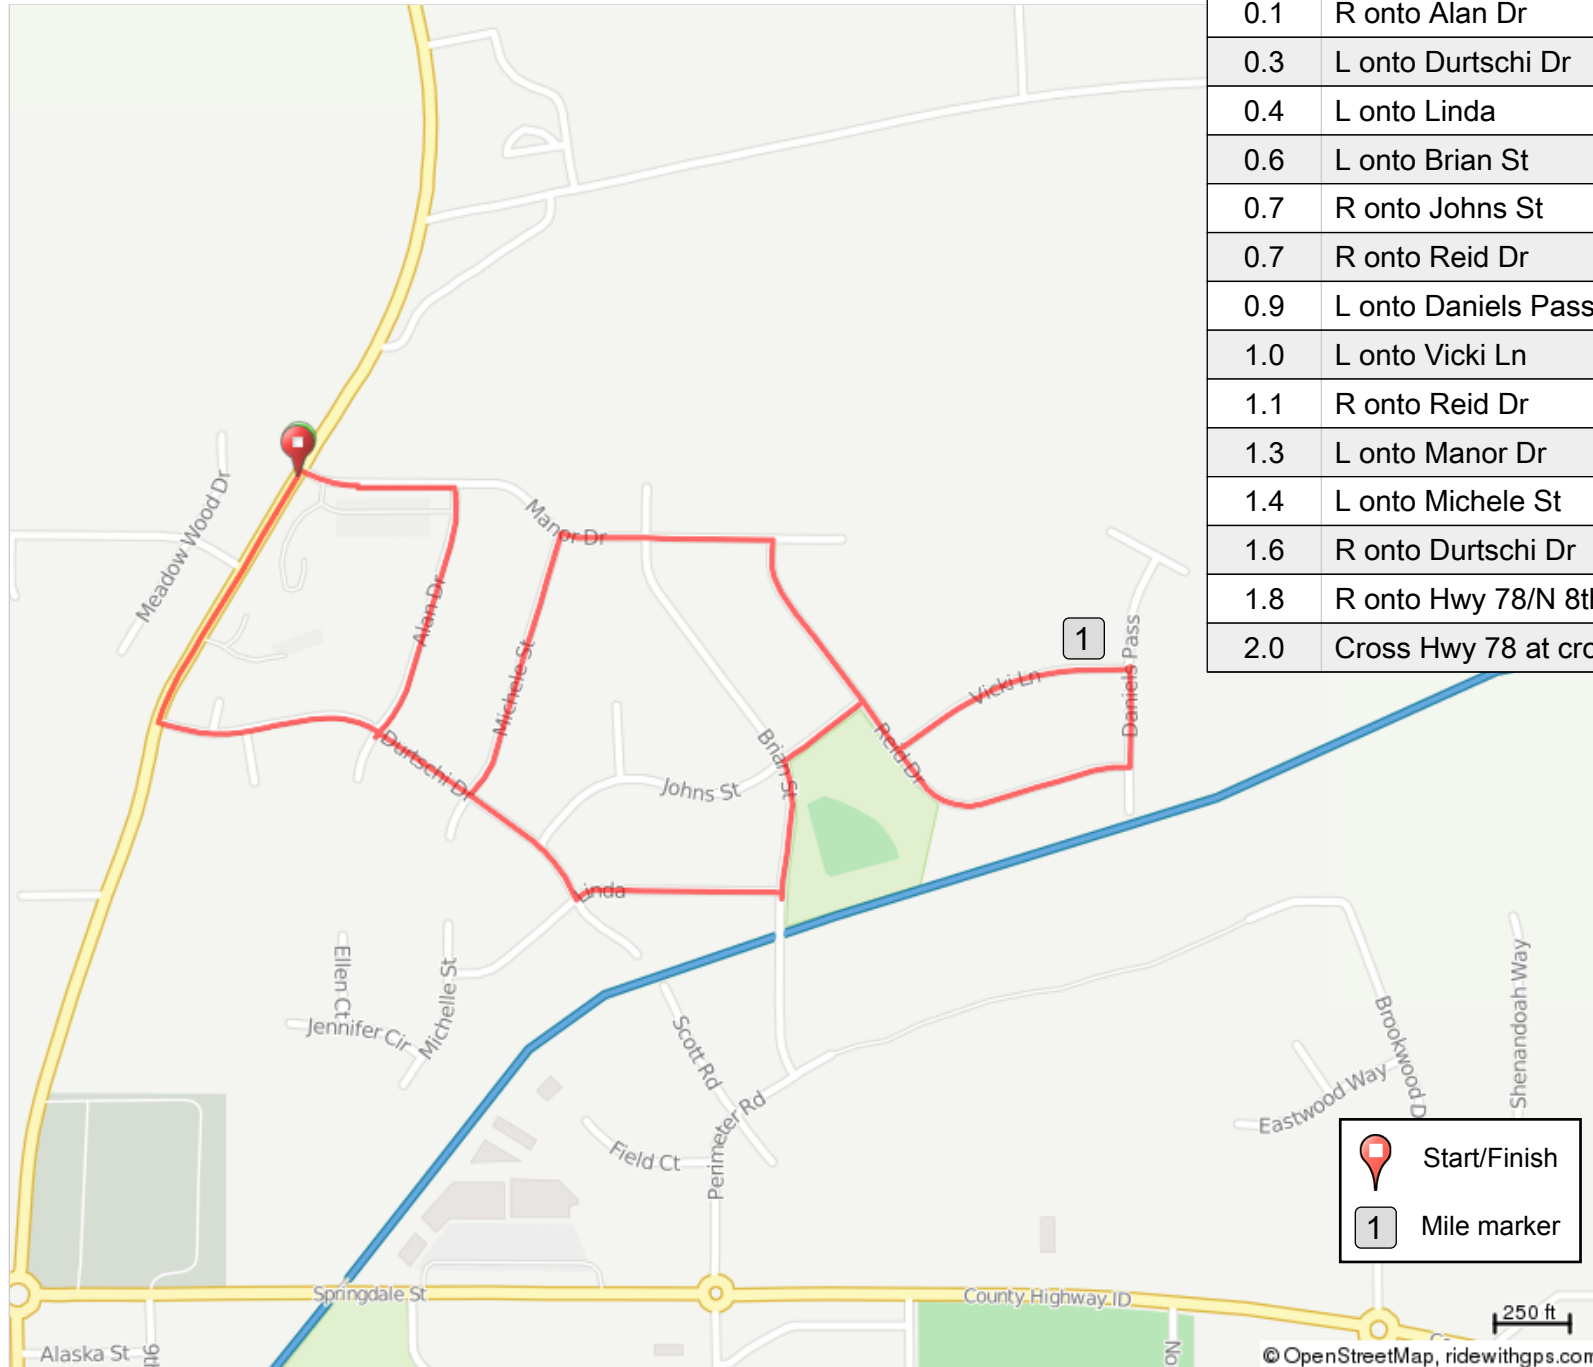 0.1 R onto Alan Dr
0.3 L onto Durtschi Dr
0.4 L onto Linda
0.6 L onto Brian St
0.7 R onto Johns St
0.7 R onto Reid Dr
0.9 L onto Daniels Pass
1.0 L onto Vicki Ln
1.1 R onto Reid Dr
1.3 L onto Manor Dr
1.4 L onto Michele St
1.6 R onto Durtschi Dr
1.8 R onto Hwy 78/N 8t
2.0 Cross Hwy 78 at cro
Meadow Wood Dr
Manor Dr
Alan Dr
Michele St
1
Vicki Ln
Daniels Pass
Reid Dr
Brian St
Durtschi Dr
Johns St
Linda
Ellen Ct
Jennifer Cir
Michelle St
Scott Rd
Perimeter Rd
Field Ct
Brookwood D
Shenandoah Way
Eastwood Way
Start/Finish
1 Mile marker
Springdale St
County Highway ID
250 ft
Alaska St
9th
No
© OpenStreetMap, ridewithgps.com